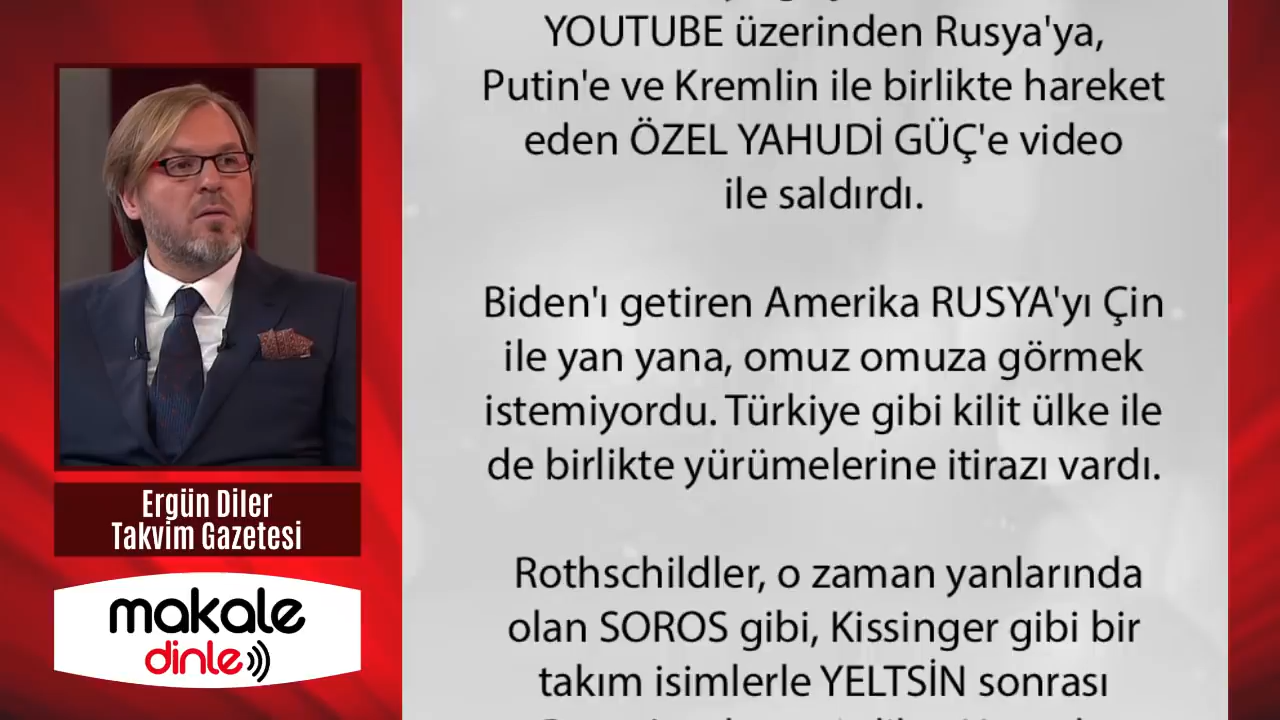 YOUTUBE üzerinden Rusya'ya,
Putin'e ve Kremlin ile birlikte hareket
eden ÖZEL YAHUDİ GÜÇ'e video
ile saldırdı.
Biden'ı getiren Amerika RUSYA'yı Çin
ile yan yana, omuz omuza görmek
istemiyordu. Türkiye gibi kilit ülke ile
de birlikte yürümelerine itirazı vardı.
Rothschildler, o zaman yanlarında
olan SOROS gibi, Kissinger gibi bir
takım isimlerle YELTSİN sonrası
Ergün Diler
Takvim Gazetesi
makale
dinle